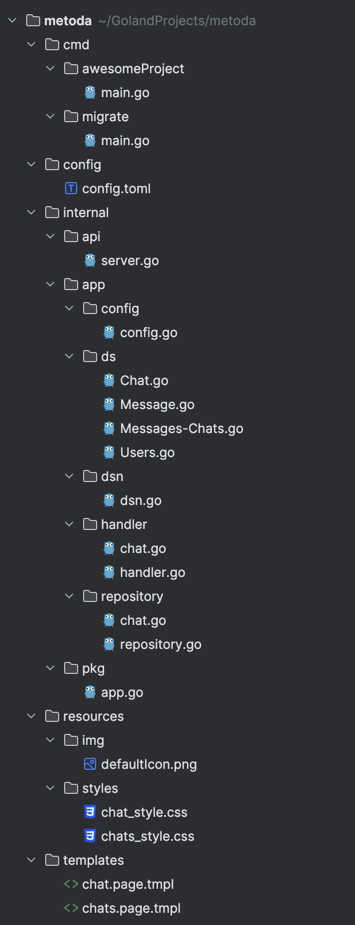 metoda ~/GolandProjects/metoda
cmd
awesomeProject
main.go
migrate
main.go
config
config.toml
internal
api
server.go
app
config
config.go
ds
Chat.go
Message.go
Messages-Chats.go
Users.go
dsn
dsn.go
handler
chat.go
handler.go
repository
chat.go
repository.go
pkg
app.go
resources
img
defaultIcon.png
styles
chat_style.css
chats_style.css
templates
chat.page.tmpl
chats.page.tmpl